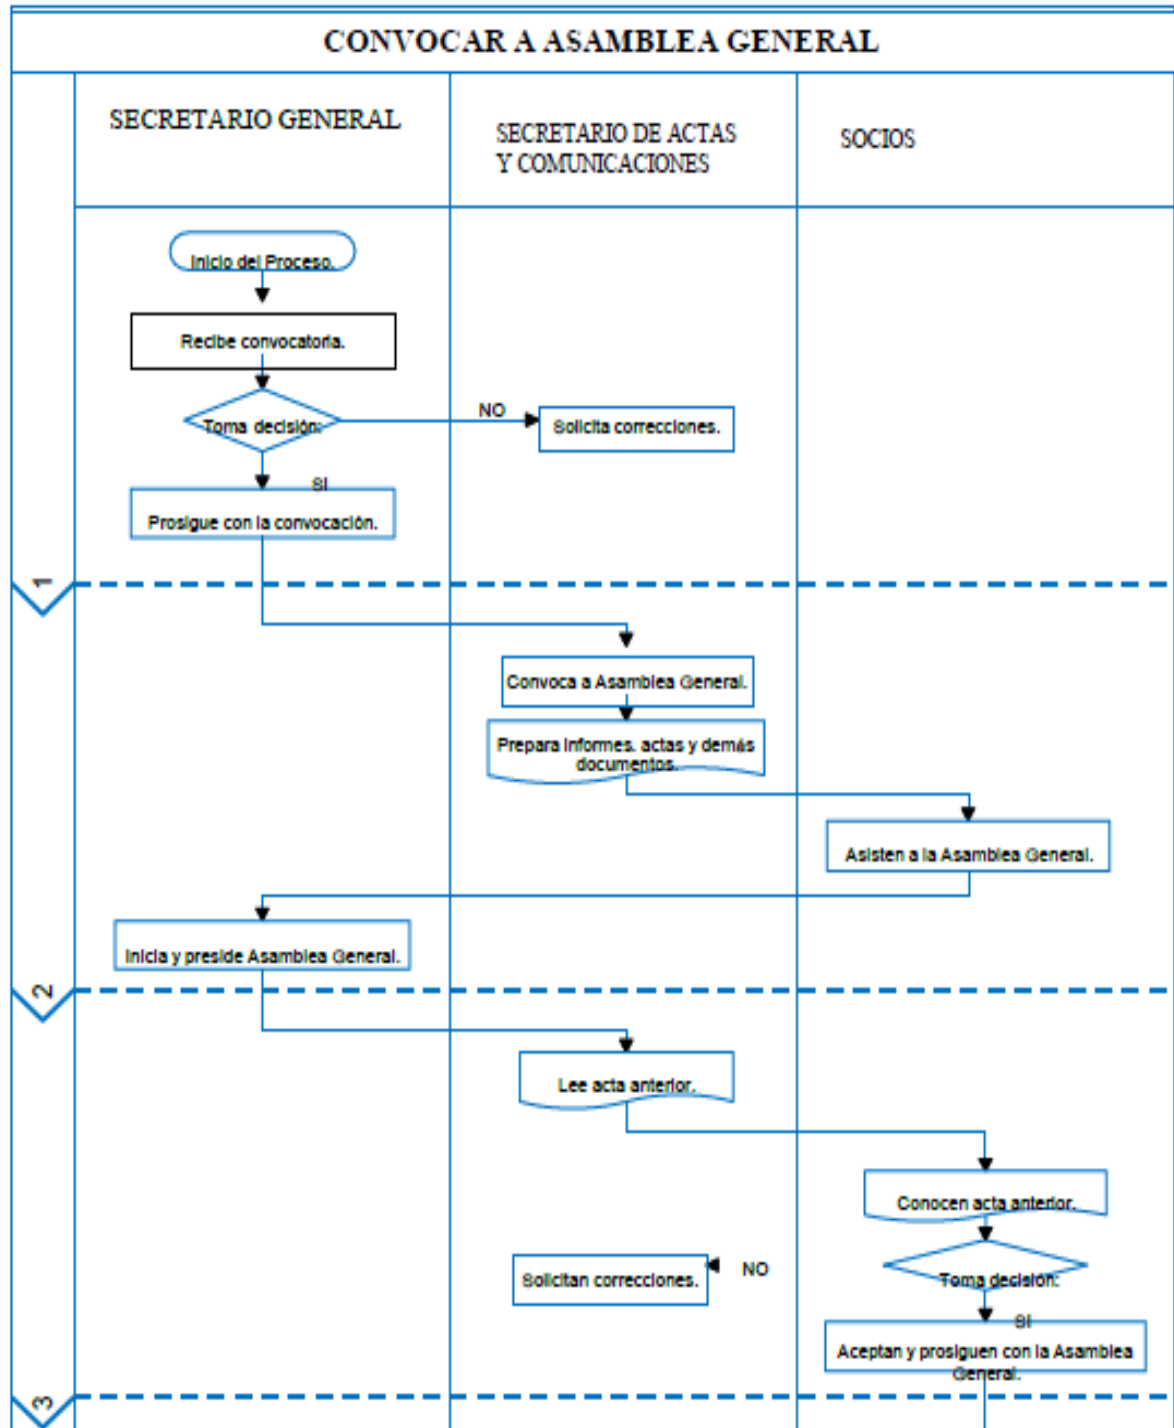 CONVOCAR A ASAMBLEA GENERAL
SECRETARIO GENERAL
SECRETARIO DE ACTAS
Y COMUNICACIONES
SOCIOS
Inicio del Proceso.
Recibe convocatoria.
Toma decisión:
NO
Solicita correcciones.
SI
Prosigue con la convocación.
1
Convoca a Asamblea General.
Prepara informes, actas y demás
documentos.
Asisten a la Asamblea General.
Inicia y preside Asamblea General.
2
Lee acta anterior.
Conocen acta anterior.
Toma decisión:
NO
Solicitan correcciones.
SI
Aceptan y prosiguen con la Asamblea
General.
3